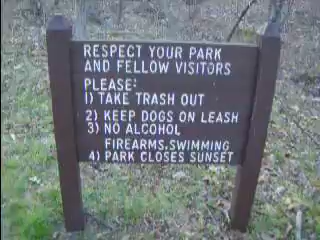 RESPECT YOUR PARK
AND FELLOW VISITORS
PLEASE:
1) TAKE TRASH OUT
2) KEEP DOGS ON LEASH
3) NO ALCOHOL
FIREARMS, SWIMMING
4) PARK CLOSES SUNSET